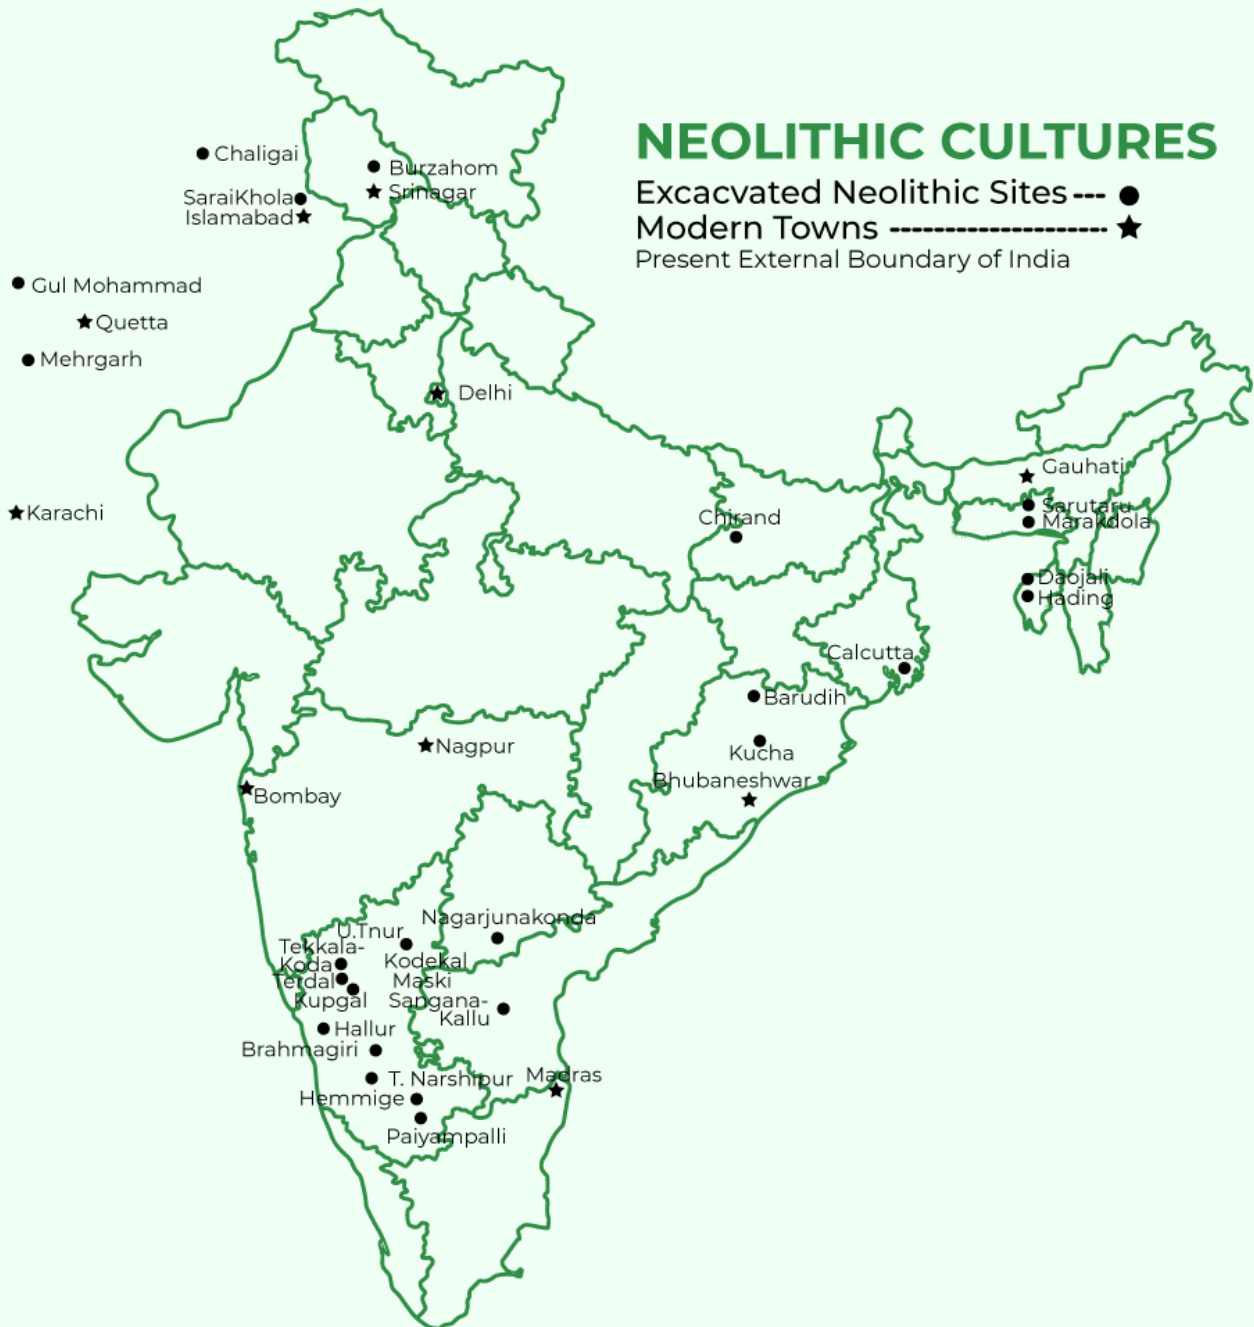 NEOLITHIC CULTURES
Excacvated Neolithic Sites ---
Modern Towns --------------------
Present External Boundary of India
Chaligai
Burzahom
Srinagar
SaraiKhola
Islamabad
Gul Mohammad
Quetta
Mehrgarh
Delhi
Karachi
Gauhati
Sarutaru
Marakdola
Chirand
Daojali
Hading
Calcutta
Barudih
Kucha
Bhubaneshwar
Nagpur
Bombay
Nagarjunakonda
U.Tnur
Tekkala-
Koda
Kodekal
Terdal
Maski
Kupgal
Sangana-
Kallu
Hallur
Brahmagiri
T. Narshipur
Madras
Hemmige
Paiyampalli